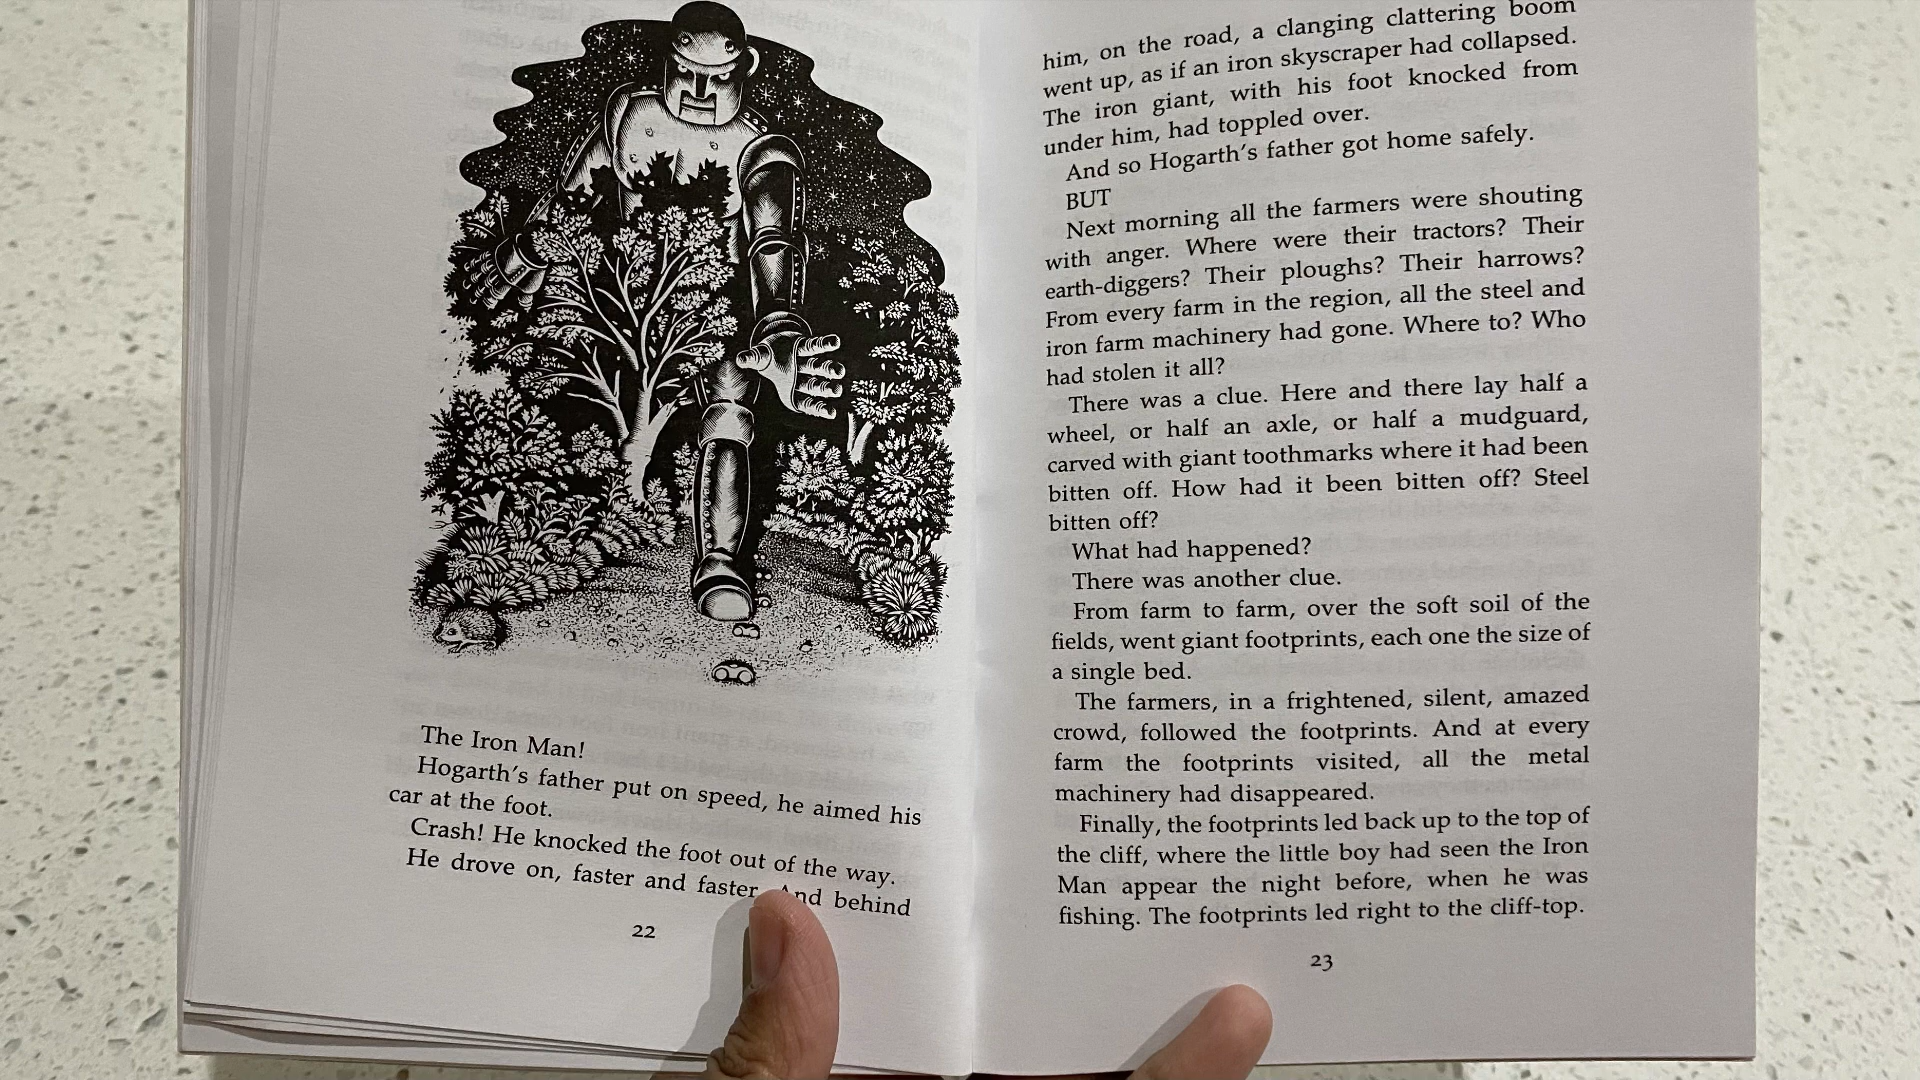 The Iron Man!
Hogarth's father put on speed, he aimed his
car at the foot.
Crash! He knocked the foot out of the way.
He drove on, faster and faster. And behind
22
him, on the road, a clanging clattering boom
went up, as if an iron skyscraper had collapsed.
The iron giant, with his foot knocked from
under him, had toppled over.
And so Hogarth's father got home safely.
BUT
Next morning all the farmers were shouting
with anger. Where were their tractors? Their
earth-diggers? Their ploughs? Their harrows?
From every farm in the region, all the steel and
iron farm machinery had gone. Where to? Who
had stolen it all?
There was a clue. Here and there lay half a
wheel, or half an axle, or half a mudguard,
carved with giant toothmarks where it had been
bitten off. How had it been bitten off? Steel
bitten off?
What had happened?
There was another clue.
From farm to farm, over the soft soil of the
fields, went giant footprints, each one the size of
a single bed.
The farmers, in a frightened, silent, amazed
crowd, followed the footprints. And at every
farm the footprints visited, all the metal
machinery had disappeared.
Finally, the footprints led back up to the top of
the cliff, where the little boy had seen the Iron
Man appear the night before, when he was
fishing. The footprints led right to the cliff-top.
23